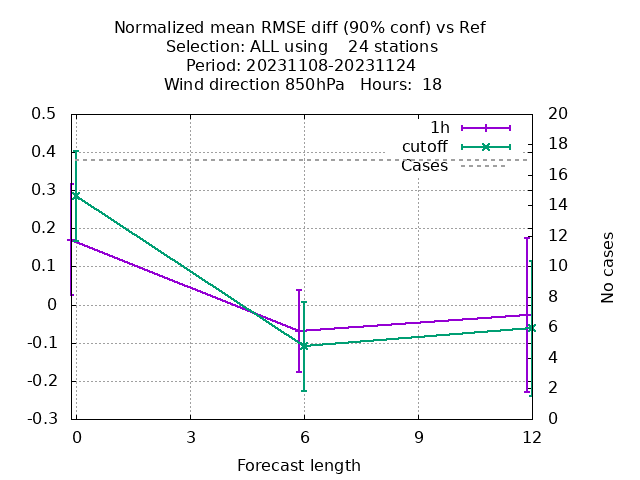 Normalized mean RMSE diff (90% conf) vs Ref
Selection: ALL using    24 stations
Period: 20231108-20231124
Wind direction 850hPa   Hours:  18
0.5
0.4
0.3
0.2
0.1
0
-0.1
-0.2
-0.3
20
18
16
14
12
10
8
6
4
2
0
1h
cutoff
Cases
No cases
0
3
6
9
12
Forecast length